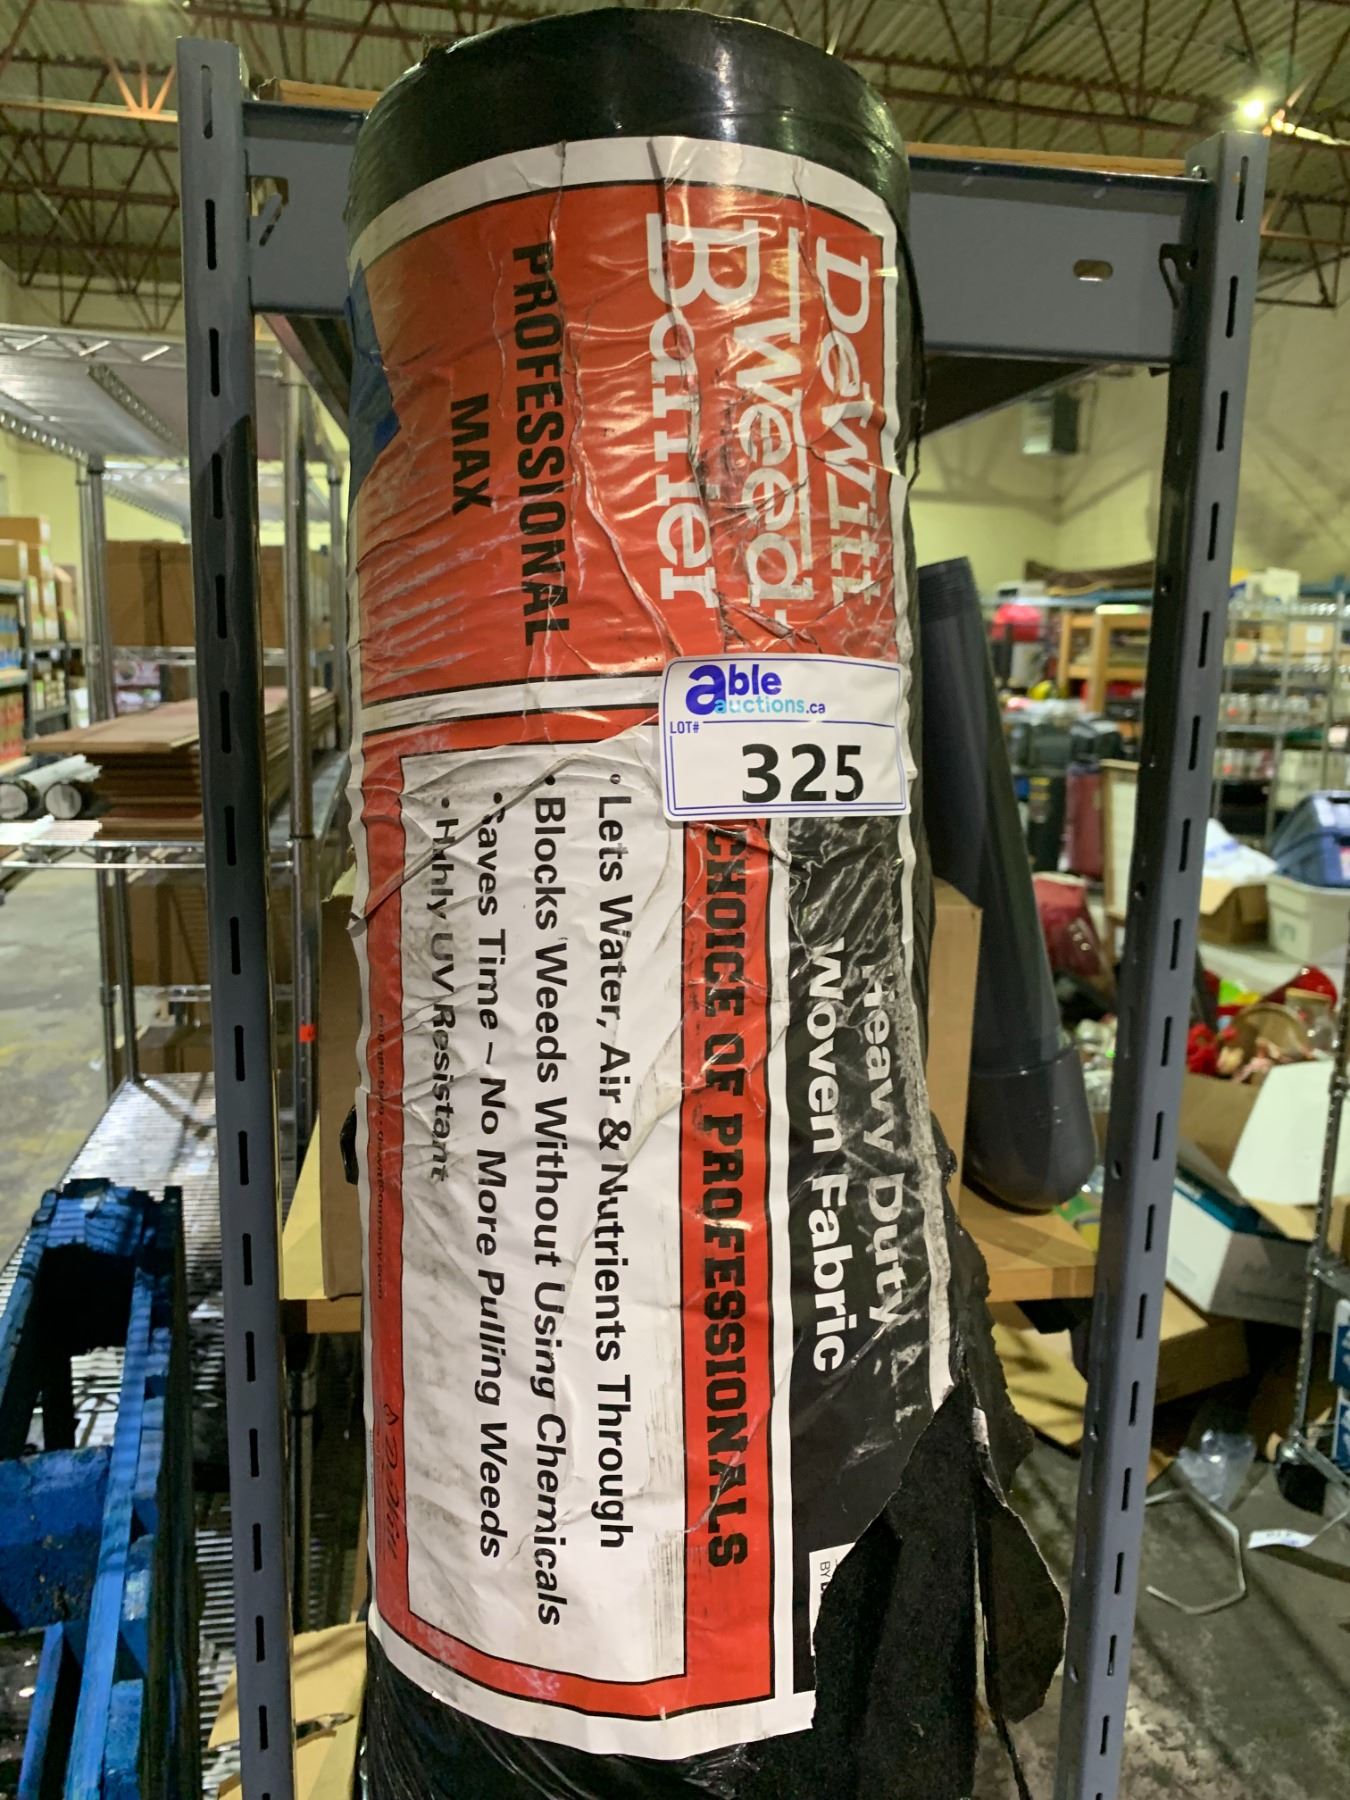 DeWitt
Weed
Barrier
PROFESSIONAL
MAX
able
auctions.ca
LOT#
325
Heavy Duty
Woven Fabric
CHOICE OF PROFESSIONALS
• Lets Water, Air & Nutrients Through
• Blocks Weeds Without Using Chemicals
• Saves Time – No More Pulling Weeds
• Highly UV Resistant
BY